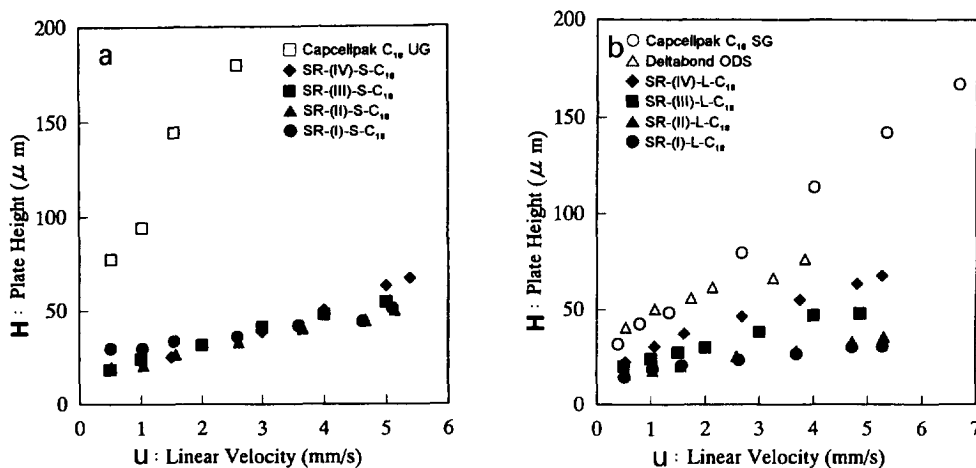 a
200
150
100
50
0
H : Plate Height (μ m)
□ Capcellpak C₁₈ UG
◆ SR-(IV)-S-C₁₈
■ SR-(III)-S-C₁₈
▲ SR-(II)-S-C₁₈
● SR-(I)-S-C₁₈
0 1 2 3 4 5 6
u : Linear Velocity (mm/s)
b
200
150
100
50
0
H : Plate Height (μ m)
○ Capcellpak C₁₈ SG
△ Deltabond ODS
◆ SR-(IV)-L-C₁₈
■ SR-(III)-L-C₁₈
▲ SR-(II)-L-C₁₈
● SR-(I)-L-C₁₈
0 1 2 3 4 5 6 7
u : Linear Velocity (mm/s)